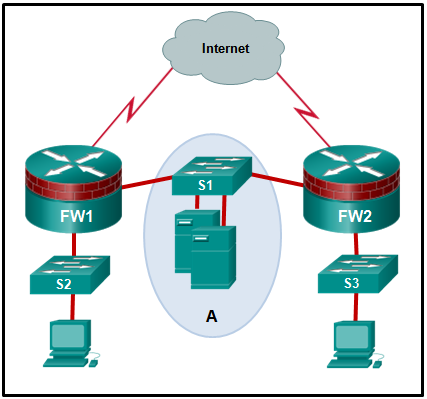 Internet
S1
FW1
FW2
S2
S3
A